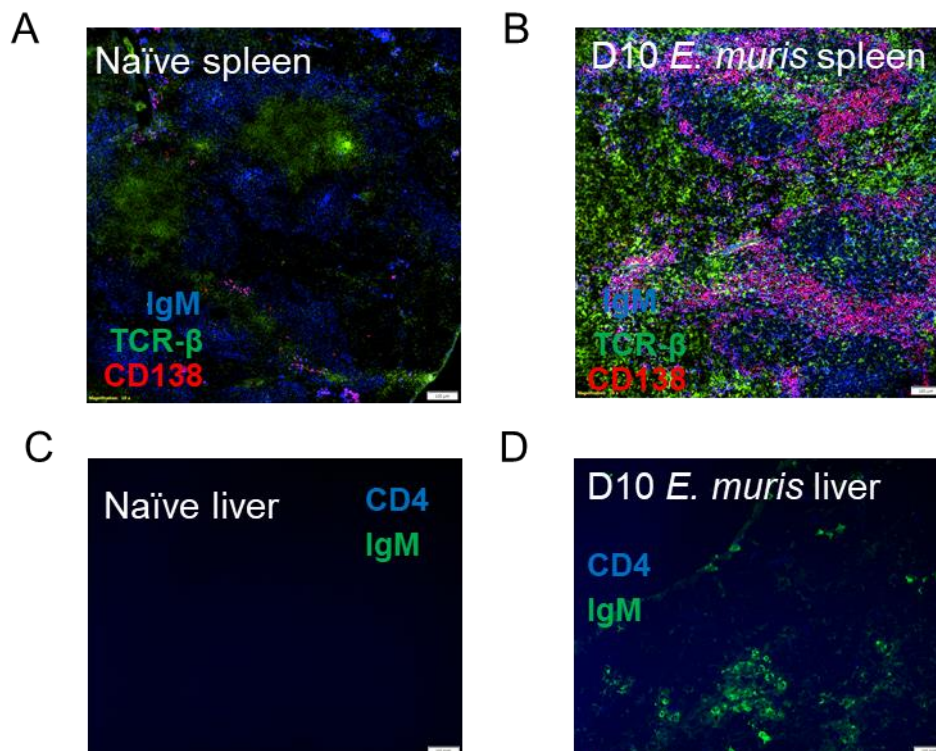 A
Naïve spleen
IgM
TCR-β
CD138
B
D10 E. muris spleen
IgM
TCR-β
CD138
C
Naïve liver
CD4
IgM
D
D10 E. muris liver
CD4
IgM